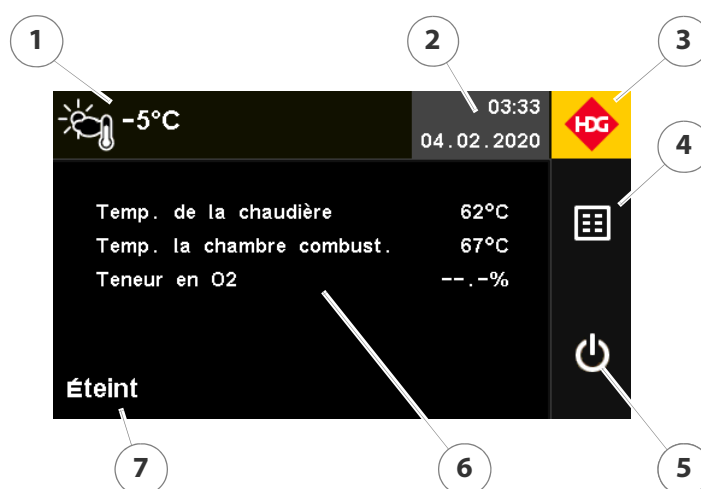 1
2
3
-5°C
03:33
04.02.2020
HDG
4
Temp. de la chaudière 62°C
Temp. la chambre combust. 67°C
Teneur en O2 --.-%
Éteint
7
6
5